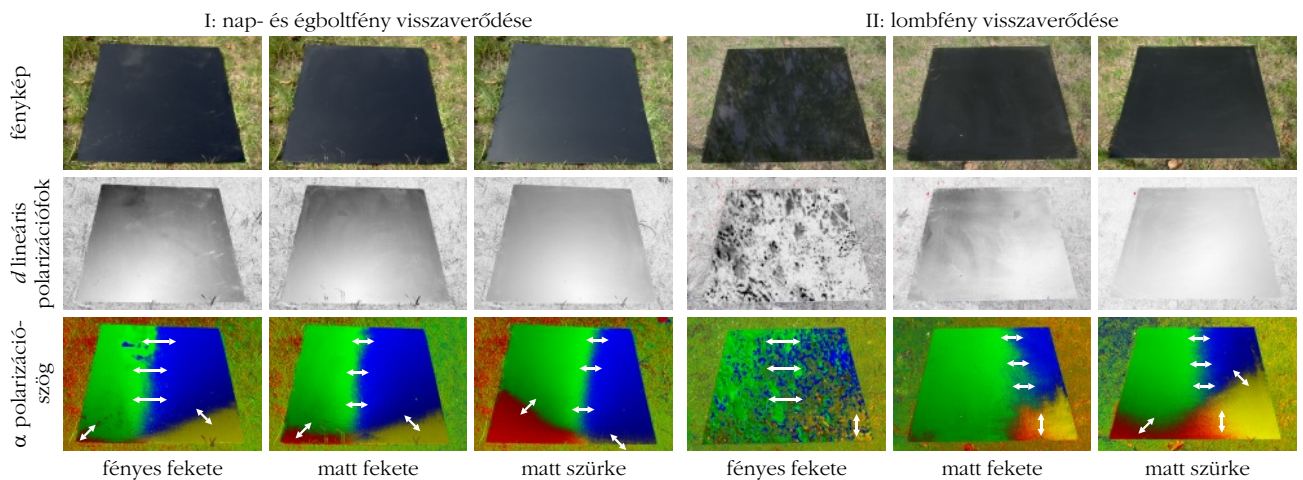 I: nap- és égboltfény visszaverődése
II: lombfény visszaverődése
fénykép
d lineáris
polarizációfok
α polarizáció-
szög
fényes fekete
matt fekete
matt szürke
fényes fekete
matt fekete
matt szürke